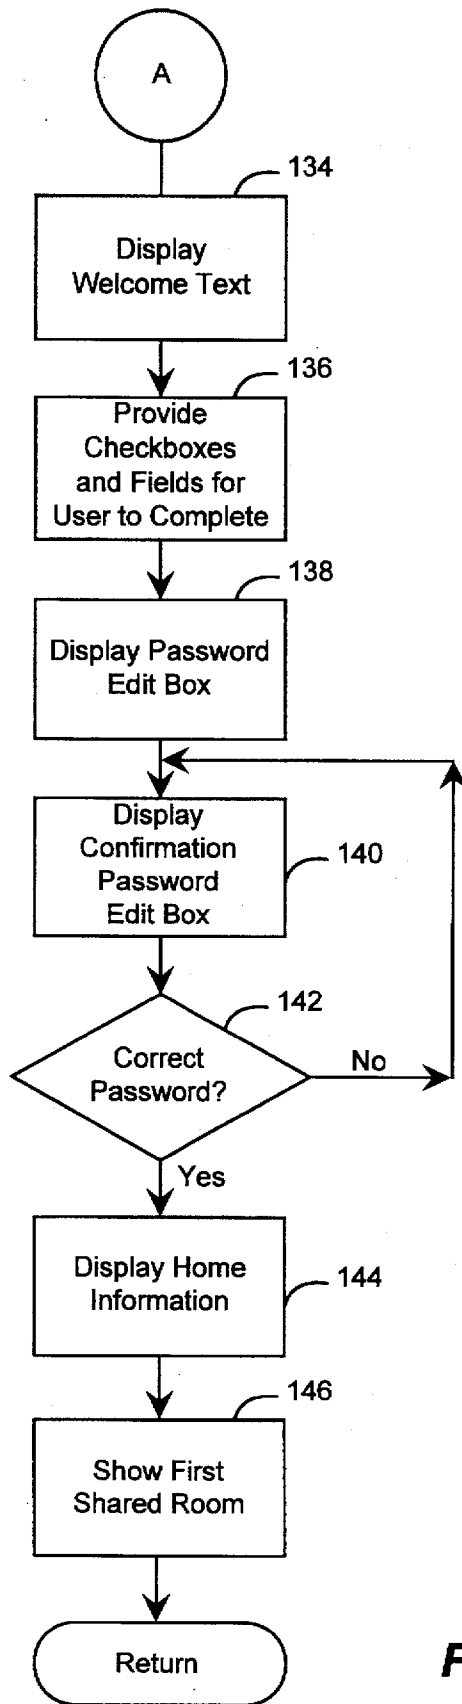 A
134
Display
Welcome Text
136
Provide
Checkboxes
and Fields for
User to Complete
138
Display Password
Edit Box
Display
Confirmation
Password
Edit Box
140
142
Correct
Password?
No
Yes
Display Home
Information
144
146
Show First
Shared Room
Return
F